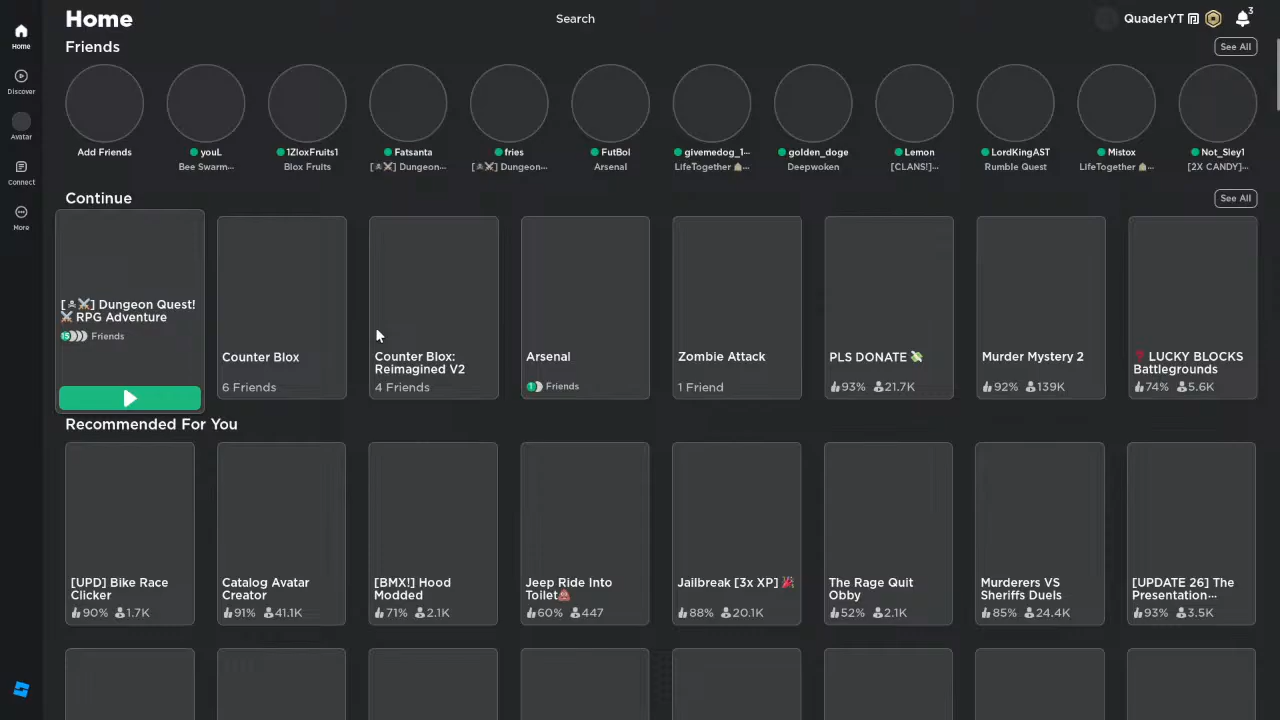 Home
Search
QuaderYT
3
Home
Friends
See All
Discover
Avatar
Connect
More
Add Friends
youL
1ZloxFruits1
Fatsanta
fries
FutBol
givemedog_1...
golden_doge
Lemon
LordKingAST
Mistox
Not_Sley1
Bee Swarm...
Blox Fruits
[☠⚔️] Dungeon...
[☠⚔️] Dungeon...
Arsenal
LifeTogether 🏠...
Deepwoken
[CLANS!]...
Rumble Quest
LifeTogether 🏠...
[2X CANDY]...
Continue
See All
[☠⚔️] Dungeon Quest!
⚔️ RPG Adventure
15 Friends
Counter Blox
6 Friends
Counter Blox:
Reimagined V2
4 Friends
Arsenal
1 Friends
Zombie Attack
1 Friend
PLS DONATE 💸
93% 21.7K
Murder Mystery 2
92% 139K
🌹 LUCKY BLOCKS
Battlegrounds
74% 5.6K
Recommended For You
[UPD] Bike Race
Clicker
90% 1.7K
Catalog Avatar
Creator
91% 41.1K
[BMX!] Hood
Modded
71% 2.1K
Jeep Ride Into
Toilet💩
60% 447
Jailbreak [3x XP] 🎉
88% 20.1K
The Rage Quit
Obby
52% 2.1K
Murderers VS
Sheriffs Duels
85% 24.4K
[UPDATE 26] The
Presentation...
93% 3.5K